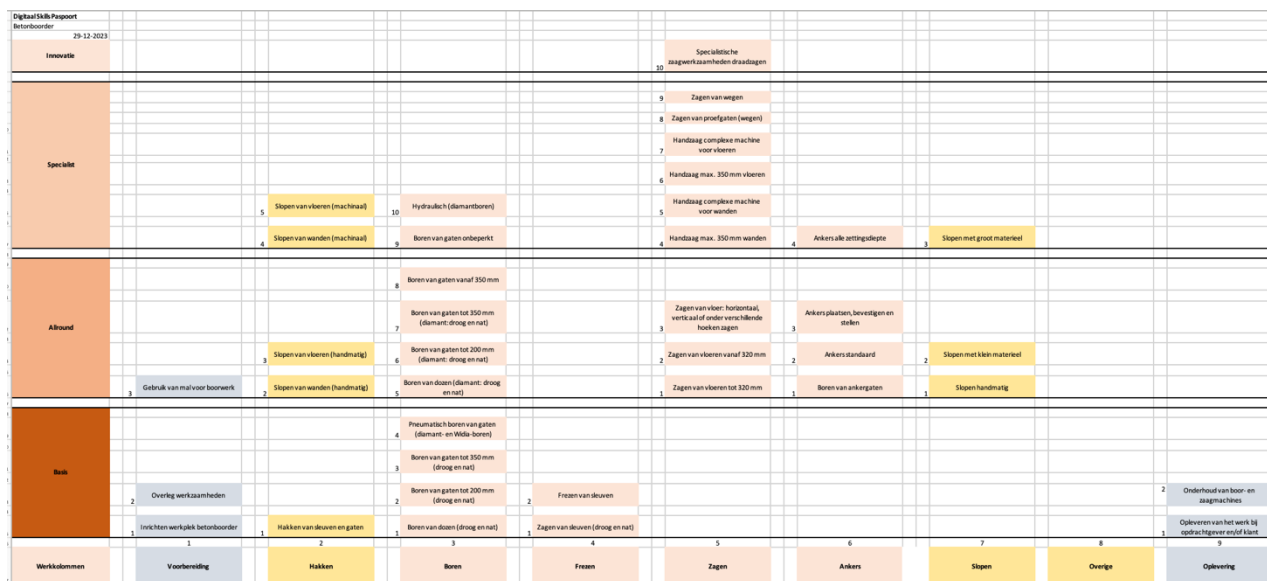 Digitaal Skills Paspoort
Betonboorder
29-12-2023
Innovatie
10
Specialistische
zaagwerkzaamheden draadzagen
Specialist
9 Zagen van wegen
8 Zagen van proefgaten (wegen)
7 Handzaag complexe machine
voor vloeren
6 Handzaag max. 350 mm vloeren
5 Slopen van vloeren (machinaal)
10 Hydraulisch (diamantboren)
5 Handzaag complexe machine
voor wanden
4 Slopen van wanden (machinaal)
9 Boren van gaten onbeperkt
4 Handzaag max. 350 mm wanden
4 Ankers alle zettingsdiepte
3 Slopen met groot materieel
Allround
8 Boren van gaten vanaf 350 mm
7 Boren van gaten tot 350 mm
(diamant: droog en nat)
3 Zagen van vloer: horizontaal,
verticaal of onder verschillende
hoeken zagen
3 Ankers plaatsen, bevestigen en
stellen
3 Slopen van vloeren (handmatig)
6 Boren van gaten tot 200 mm
(diamant: droog en nat)
2 Zagen van vloeren vanaf 320 mm
2 Ankers standaard
2 Slopen met klein materieel
3 Gebruik van mal voor boorwerk
2 Slopen van wanden (handmatig)
5 Boren van dozen (diamant: droog
en nat)
1 Zagen van vloeren tot 320 mm
1 Boren van ankergaten
1 Slopen handmatig
Basis
4 Pneumatisch boren van gaten
(diamant- en Widia-boren)
3 Boren van gaten tot 350 mm
(droog en nat)
2 Overleg werkzaamheden
2 Boren van gaten tot 200 mm
(droog en nat)
2 Frezen van sleuven
2 Onderhoud van boor- en
zaagmachines
1 Inrichten werkplek betonboorder
1 Hakken van sleuven en gaten
1 Boren van dozen (droog en nat)
1 Zagen van sleuven (droog en nat)
1 Opleveren van het werk bij
opdrachtgever en/of klant
1 2 3 4 5 6 7 8 9
Werkkolommen Voorbereiding Hakken Boren Frezen Zagen Ankers Slopen Overige Oplevering